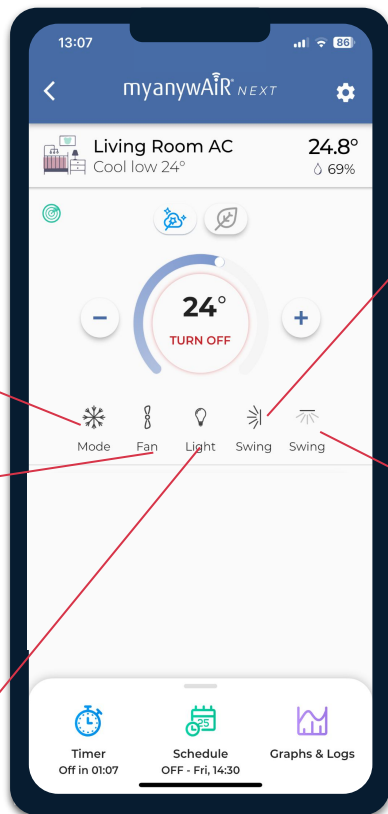 13:07
86
myanywAiR NEXT
Living Room AC
24.8°
Cool low 24°
69%
24°
TURN OFF
Mode
Fan
Light
Swing
Swing
25
Timer
Schedule
Graphs & Logs
Off in 01:07
OFF - Fri, 14:30